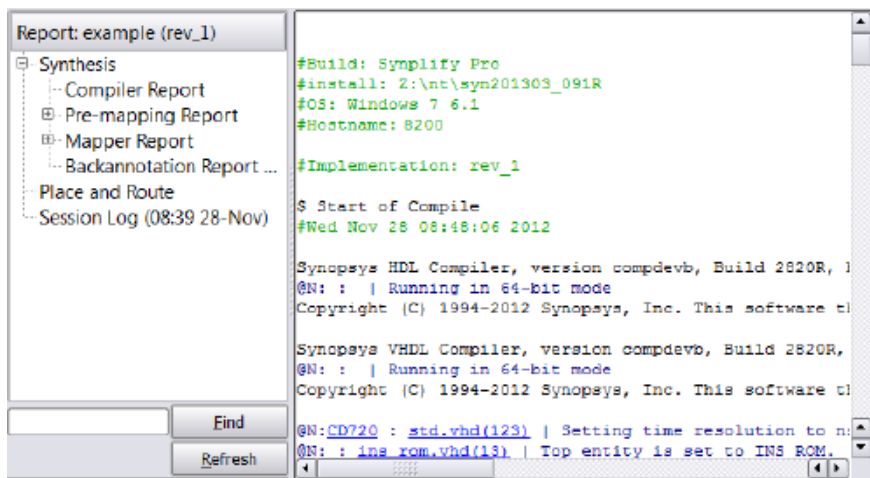 Report: example (rev_1)
Synthesis
Compiler Report
Pre-mapping Report
Mapper Report
Backannotation Report ...
Place and Route
Session Log (08:39 28-Nov)
Find
Refresh
#Build: Synplify Pro
#install: Z:\nt\syn201303_091R
#OS: Windows 7 6.1
#Hostname: 8200
#Implementation: rev_1
$ Start of Compile
#Wed Nov 28 08:48:06 2012
Synopsys HDL Compiler, version compdevb, Build 2820R,
@N: : | Running in 64-bit mode
Copyright (C) 1994-2012 Synopsys, Inc. This software
Synopsys VHDL Compiler, version compdevb, Build 2820R,
@N: : | Running in 64-bit mode
Copyright (C) 1994-2012 Synopsys, Inc. This software
@N:CD720 : std.vhd(123) | Setting time resolution to
@N: : ins_rom.vhd(13) | Top entity is set to INS_ROM.